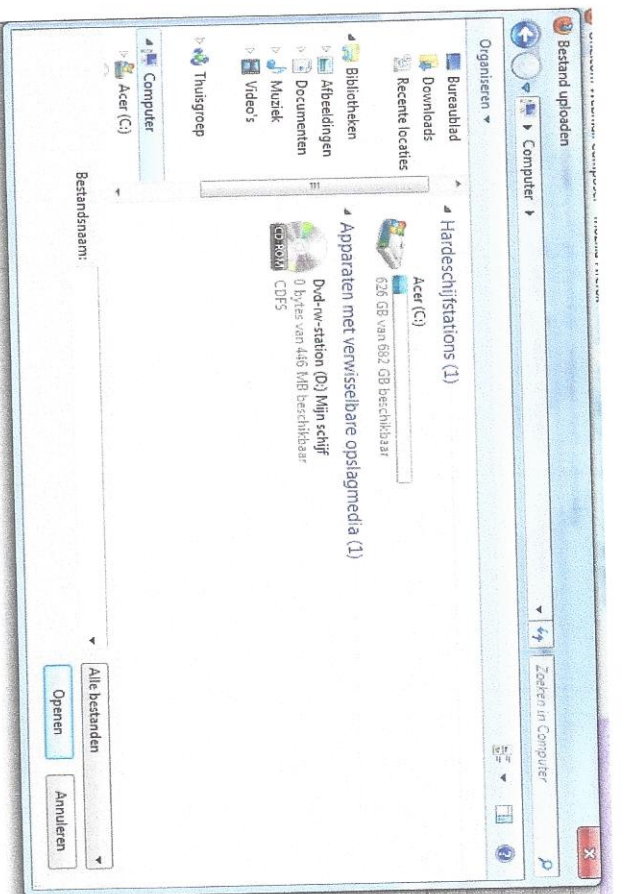 Bestand uploaden
Computer
Zoeken in Computer
Organiseren
Bureaublad
Downloads
Recente locaties
Bibliotheken
Afbeeldingen
Documenten
Muziek
Video's
Thuisgroep
Computer
Acer (C:)
Hardeschijfstations (1)
Acer (C:)
626 GB van 682 GB beschikbaar
Apparaten met verwisselbare opslagmedia (1)
Dvd-rw-station (D:) Mijn schijf
0 bytes van 446 MB beschikbaar
CDFS
CD-ROM
Bestandsnaam:
Alle bestanden
Openen
Annuleren